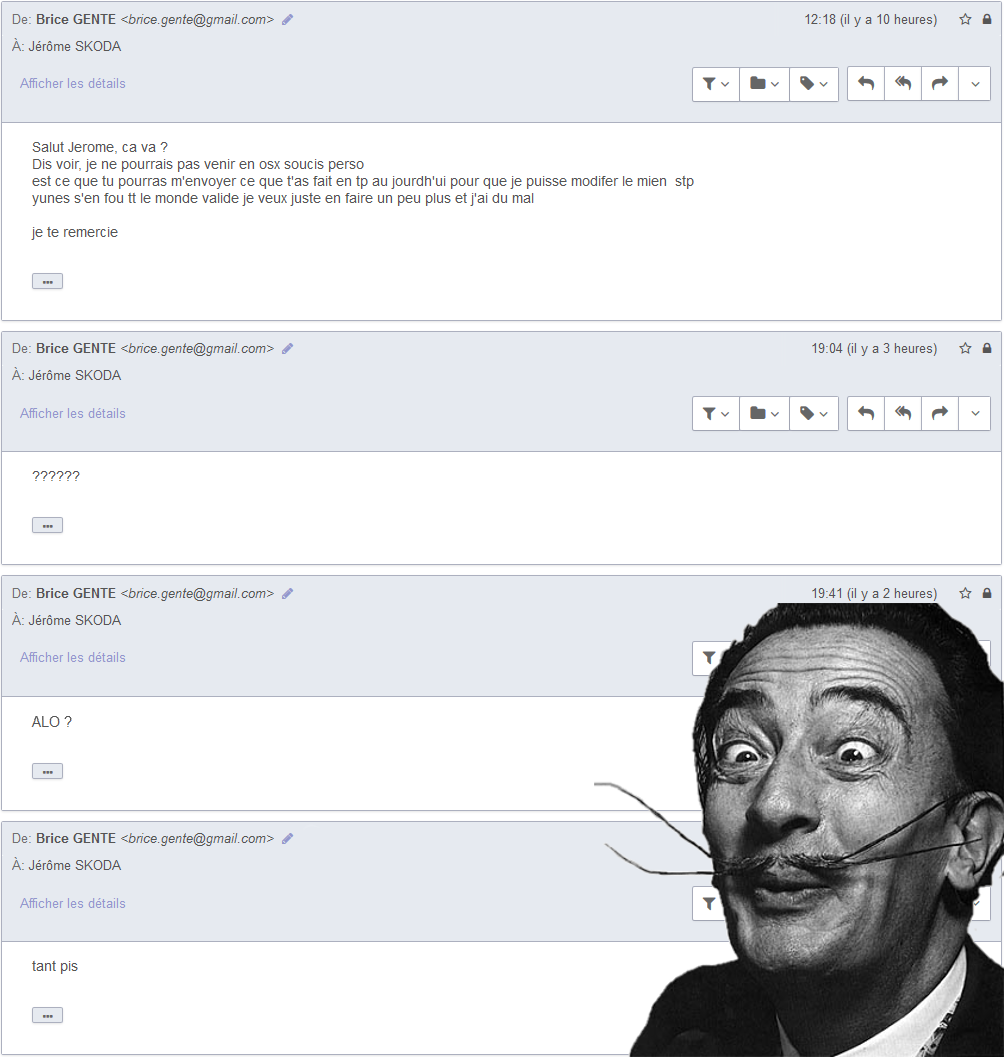 De: Brice GENTE <brice.gente@gmail.com> 12:18 (il y a 10 heures)
À: Jérôme SKODA
Afficher les détails
Salut Jerome, ca va ?
Dis voir, je ne pourrais pas venir en osx soucis perso
est ce que tu pourras m'envoyer ce que t'as fait en tp au jourdh'ui pour que je puisse modifer le mien  stp
yunes s'en fou tt le monde valide je veux juste en faire un peu plus et j'ai du mal
je te remercie
De: Brice GENTE <brice.gente@gmail.com> 19:04 (il y a 3 heures)
À: Jérôme SKODA
Afficher les détails
??????
De: Brice GENTE <brice.gente@gmail.com> 19:41 (il y a 2 heures)
À: Jérôme SKODA
Afficher les détails
ALO ?
De: Brice GENTE <brice.gente@gmail.com>
À: Jérôme SKODA
Afficher les détails
tant pis